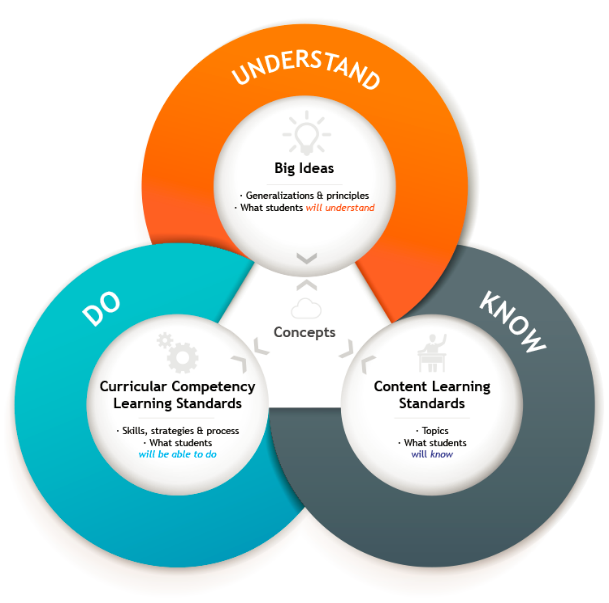 UNDERSTAND
Big Ideas
· Generalizations & principles
· What students will understand
DO
KNOW
Concepts
Curricular Competency
Learning Standards
· Skills, strategies & process
· What students
will be able to do
Content Learning
Standards
· Topics
· What students
will know